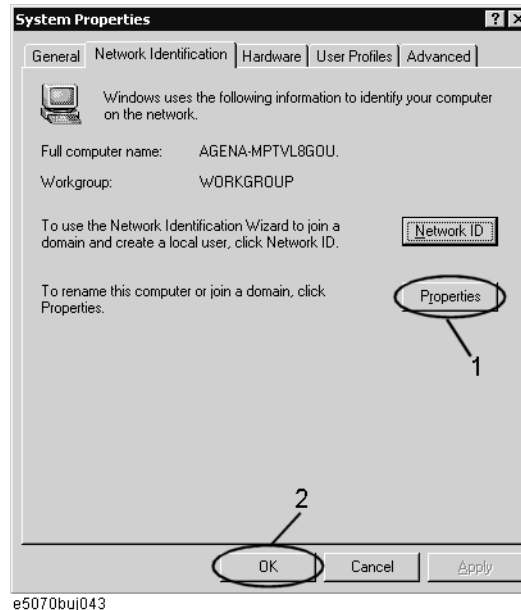 System Properties
General Network Identification Hardware User Profiles Advanced
Windows uses the following information to identify your computer
on the network.
Full computer name: AGENA-MPTVL8GOU.
Workgroup: WORKGROUP
To use the Network Identification Wizard to join a
domain and create a local user, click Network ID.
Network ID
To rename this computer or join a domain, click
Properties.
Properties
1
2
OK Cancel Apply
e5070buj043